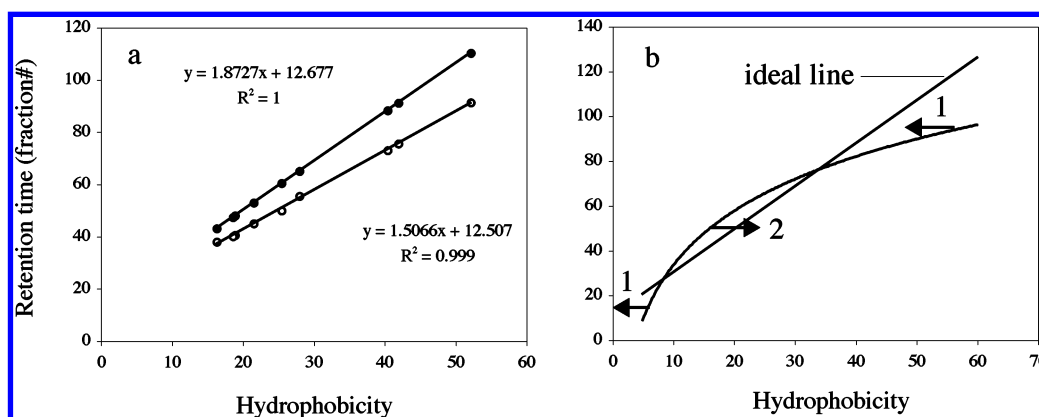 a
y = 1.8727x + 12.677
R² = 1
y = 1.5066x + 12.507
R² = 0.999
Retention time (fraction#)
120
100
80
60
40
20
0
0 10 20 30 40 50 60
Hydrophobicity
b
ideal line
1
2
1
140
120
100
80
60
40
20
0
0 10 20 30 40 50 60 70
Hydrophobicity